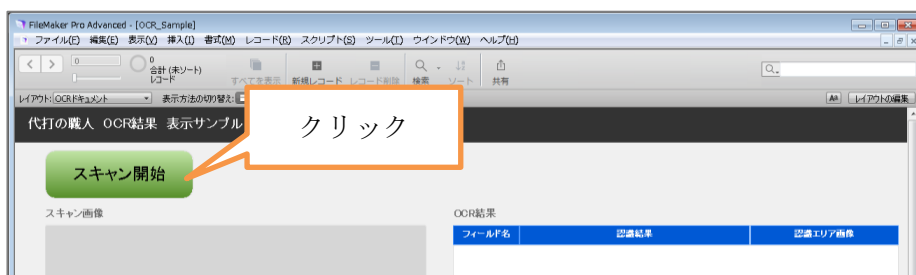 FileMaker Pro Advanced - [OCR_Sample]
ファイル(F) 編集(E) 表示(V) 挿入(I) 書式(M) レコード(R) スクリプト(S) ツール(T) ウインドウ(W) ヘルプ(H)
0
0
合計 (未ソート)
レコード
すべてを表示 新規レコード レコード削除 検索 ソート 共有
レイアウト: OCRドキュメント 表示方法の切り替え: Aa レイアウトの編集
代打の職人 OCR結果 表示サンプル
クリック
スキャン開始
スキャン画像
OCR結果
フィールド名 認識結果 認識エリア画像